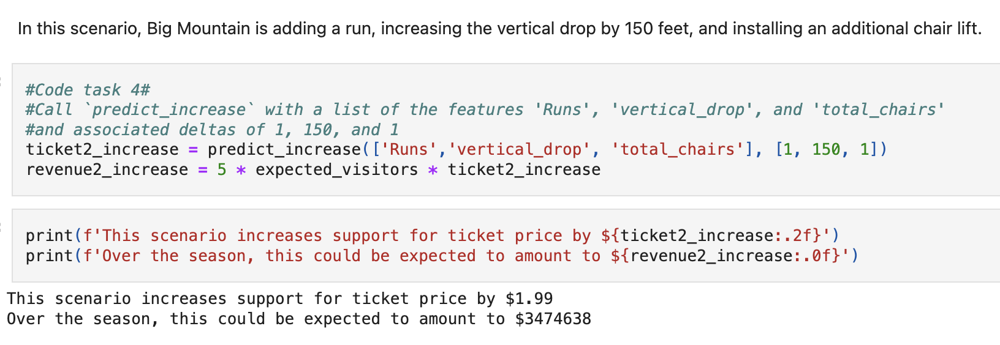 In this scenario, Big Mountain is adding a run, increasing the vertical drop by 150 feet, and installing an additional chair lift.
#Code task 4#
#Call `predict_increase` with a list of the features 'Runs', 'vertical_drop', and 'total_chairs'
#and associated deltas of 1, 150, and 1
ticket2_increase = predict_increase(['Runs','vertical_drop', 'total_chairs'], [1, 150, 1])
revenue2_increase = 5 * expected_visitors * ticket2_increase
print(f'This scenario increases support for ticket price by ${ticket2_increase:.2f}')
print(f'Over the season, this could be expected to amount to ${revenue2_increase:.0f}')
This scenario increases support for ticket price by $1.99
Over the season, this could be expected to amount to $3474638